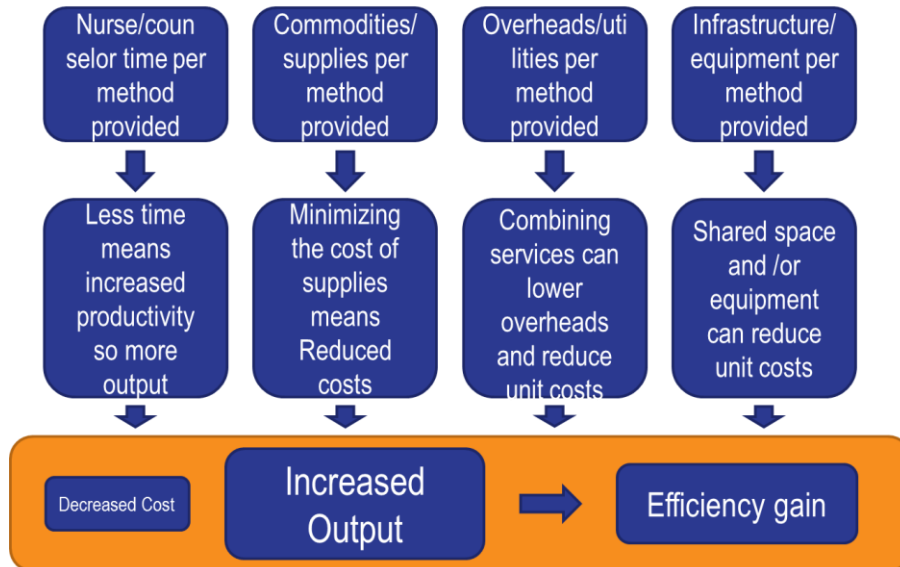 Nurse/coun
selor time per
method
provided
Commodities/
supplies per
method
provided
Overheads/uti
lities per
method
provided
Infrastructure/
equipment per
method
provided
Less time
means
increased
productivity
so more
output
Minimizing
the cost of
supplies
means
Reduced
costs
Combining
services can
lower
overheads
and reduce
unit costs
Shared space
and /or
equipment
can reduce
unit costs
Decreased Cost
Increased
Output
Efficiency gain